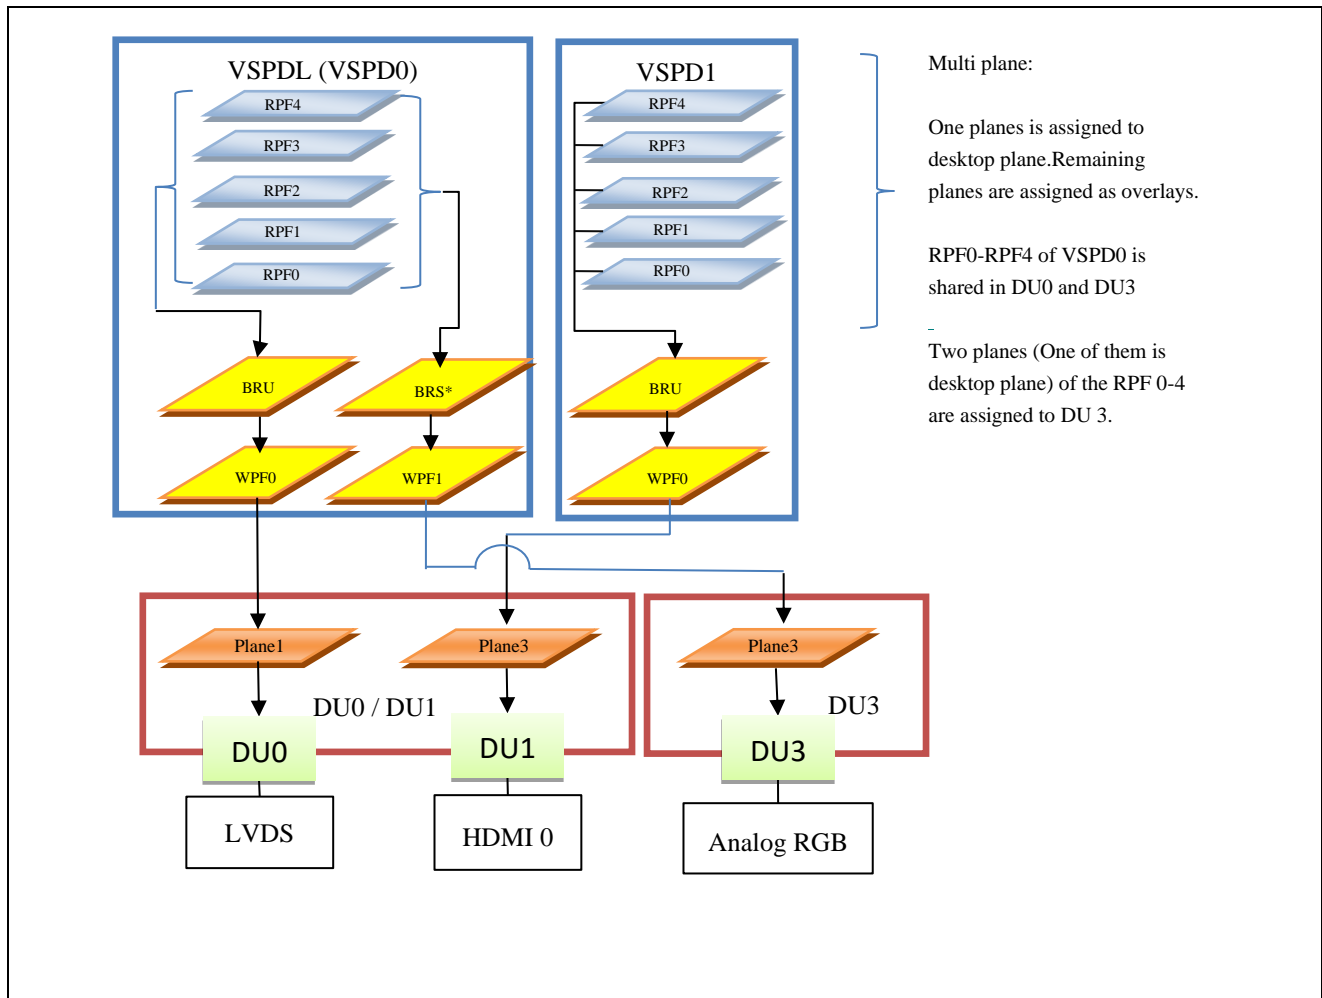 VSPDL (VSPD0)
RPF4
RPF3
RPF2
RPF1
RPF0
BRU
BRS*
WPF0
WPF1
VSPD1
RPF4
RPF3
RPF2
RPF1
RPF0
BRU
WPF0
Multi plane:
One planes is assigned to
desktop plane.Remaining
planes are assigned as overlays.
RPF0-RPF4 of VSPD0 is
shared in DU0 and DU3
Two planes (One of them is
desktop plane) of the RPF 0-4
are assigned to DU 3.
Plane1
Plane3
DU0 / DU1
DU0
DU1
Plane3
DU3
DU3
LVDS
HDMI 0
Analog RGB